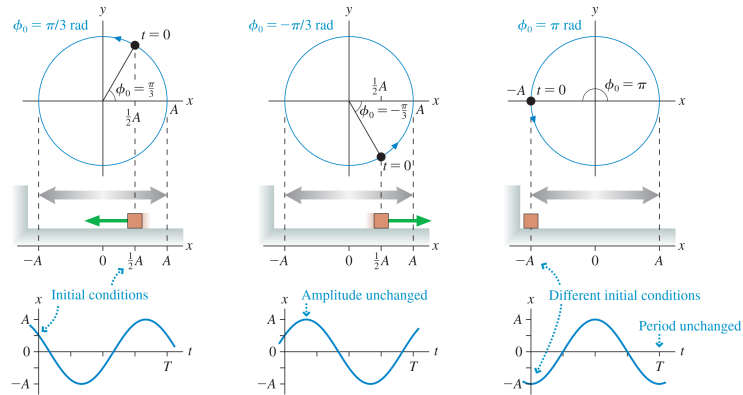 y
ϕ₀ = π/3 rad
t = 0
ϕ₀ = π/3
x
½A
A
x
−A 0 ½A A
Initial conditions
x
A
0
t
T
−A
y
ϕ₀ = −π/3 rad
½A
x
ϕ₀ = −π/3
A
t = 0
x
−A 0 ½A A
Amplitude unchanged
x
A
0
t
T
−A
y
ϕ₀ = π rad
−A
t = 0
ϕ₀ = π
x
x
−A 0 A
Different initial conditions
x
Period unchanged
A
0
t
T
−A